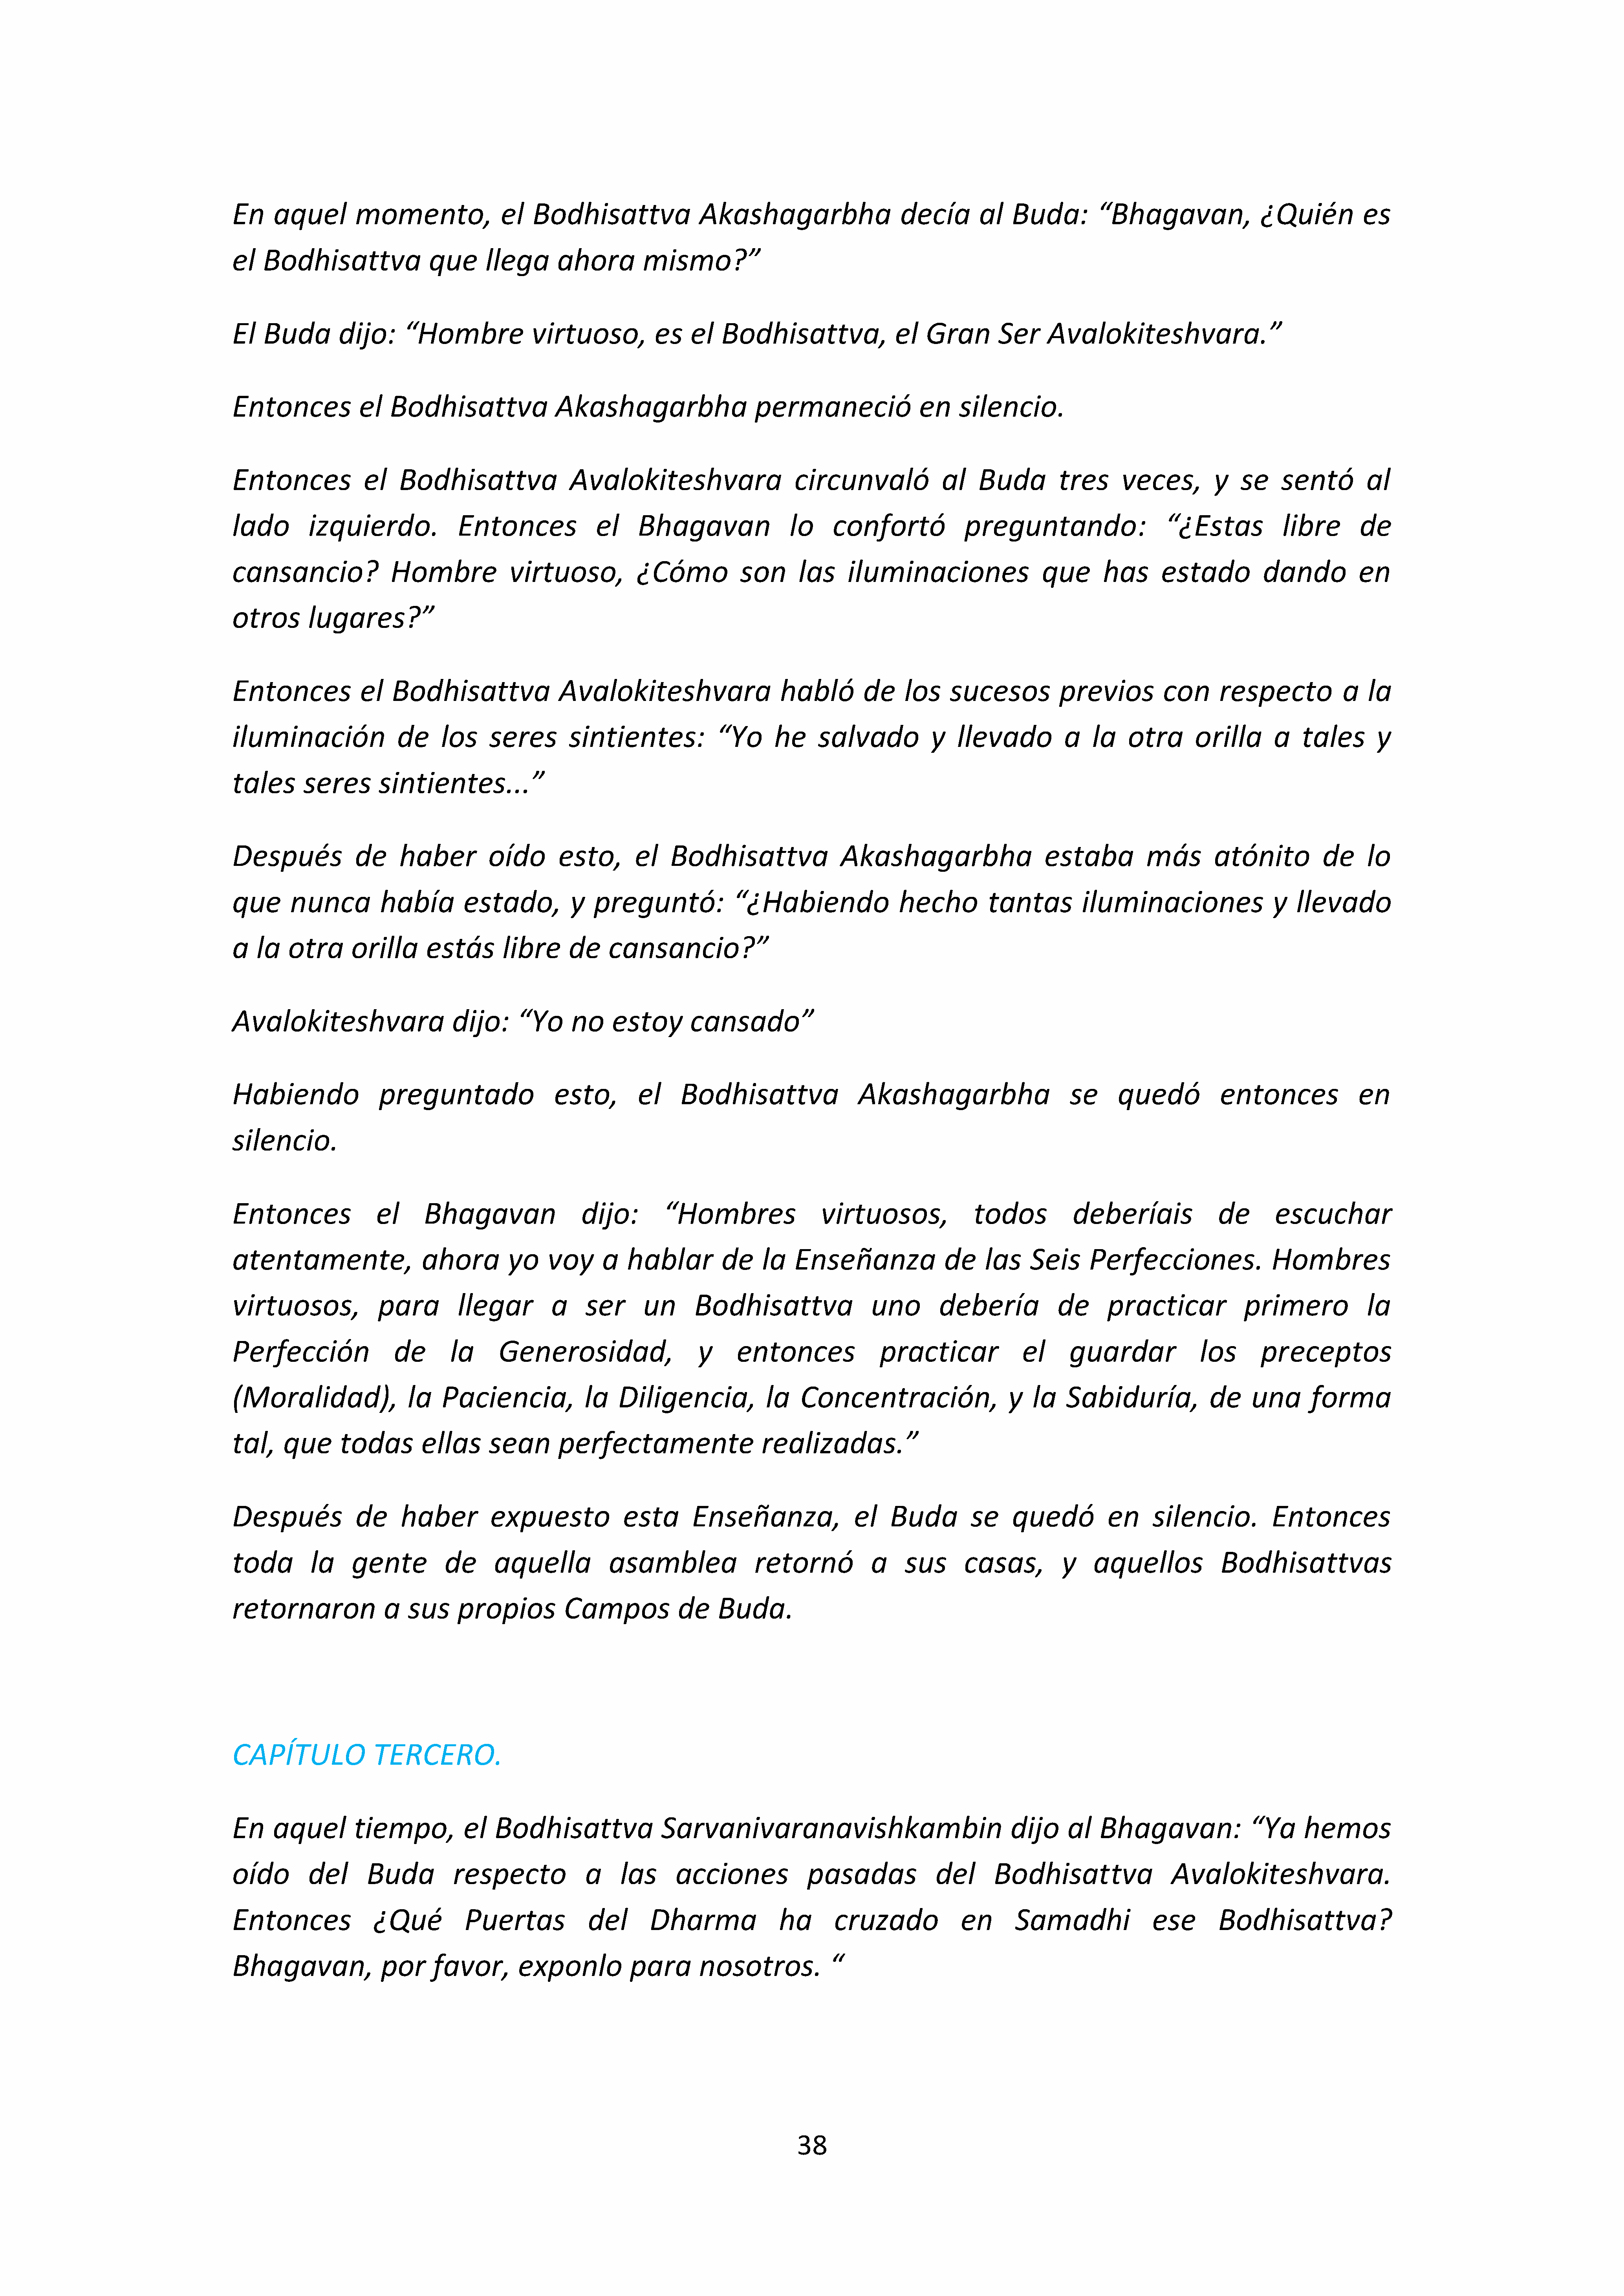 En aquel momento, el Bodhisattva Akashagarbha decía al Buda: “Bhagavan, ¿Quién es
el Bodhisattva que llega ahora mismo?”
El Buda dijo: “Hombre virtuoso, es el Bodhisattva, el Gran Ser Avalokiteshvara.”
Entonces el Bodhisattva Akashagarbha permaneció en silencio.
Entonces el Bodhisattva Avalokiteshvara circunvaló al Buda tres veces, y se sentó al
lado izquierdo. Entonces el Bhagavan lo confortó preguntando: “¿Estas libre de
cansancio? Hombre virtuoso, ¿Cómo son las iluminaciones que has estado dando en
otros lugares?”
Entonces el Bodhisattva Avalokiteshvara habló de los sucesos previos con respecto a la
iluminación de los seres sintientes: “Yo he salvado y llevado a la otra orilla a tales y
tales seres sintientes...”
Después de haber oído esto, el Bodhisattva Akashagarbha estaba más atónito de lo
que nunca había estado, y preguntó: “¿Habiendo hecho tantas iluminaciones y llevado
a la otra orilla estás libre de cansancio?”
Avalokiteshvara dijo: “Yo no estoy cansado”
Habiendo preguntado esto, el Bodhisattva Akashagarbha se quedó entonces en
silencio.
Entonces el Bhagavan dijo: “Hombres virtuosos, todos deberíais de escuchar
atentamente, ahora yo voy a hablar de la Enseñanza de las Seis Perfecciones. Hombres
virtuosos, para llegar a ser un Bodhisattva uno debería de practicar primero la
Perfección de la Generosidad, y entonces practicar el guardar los preceptos
(Moralidad), la Paciencia, la Diligencia, la Concentración, y la Sabiduría, de una forma
tal, que todas ellas sean perfectamente realizadas.”
Después de haber expuesto esta Enseñanza, el Buda se quedó en silencio. Entonces
toda la gente de aquella asamblea retornó a sus casas, y aquellos Bodhisattvas
retornaron a sus propios Campos de Buda.
CAPÍTULO TERCERO.
En aquel tiempo, el Bodhisattva Sarvanivaranavishkambin dijo al Bhagavan: “Ya hemos
oído del Buda respecto a las acciones pasadas del Bodhisattva Avalokiteshvara.
Entonces ¿Qué Puertas del Dharma ha cruzado en Samadhi ese Bodhisattva?
Bhagavan, por favor, exponlo para nosotros. “
38